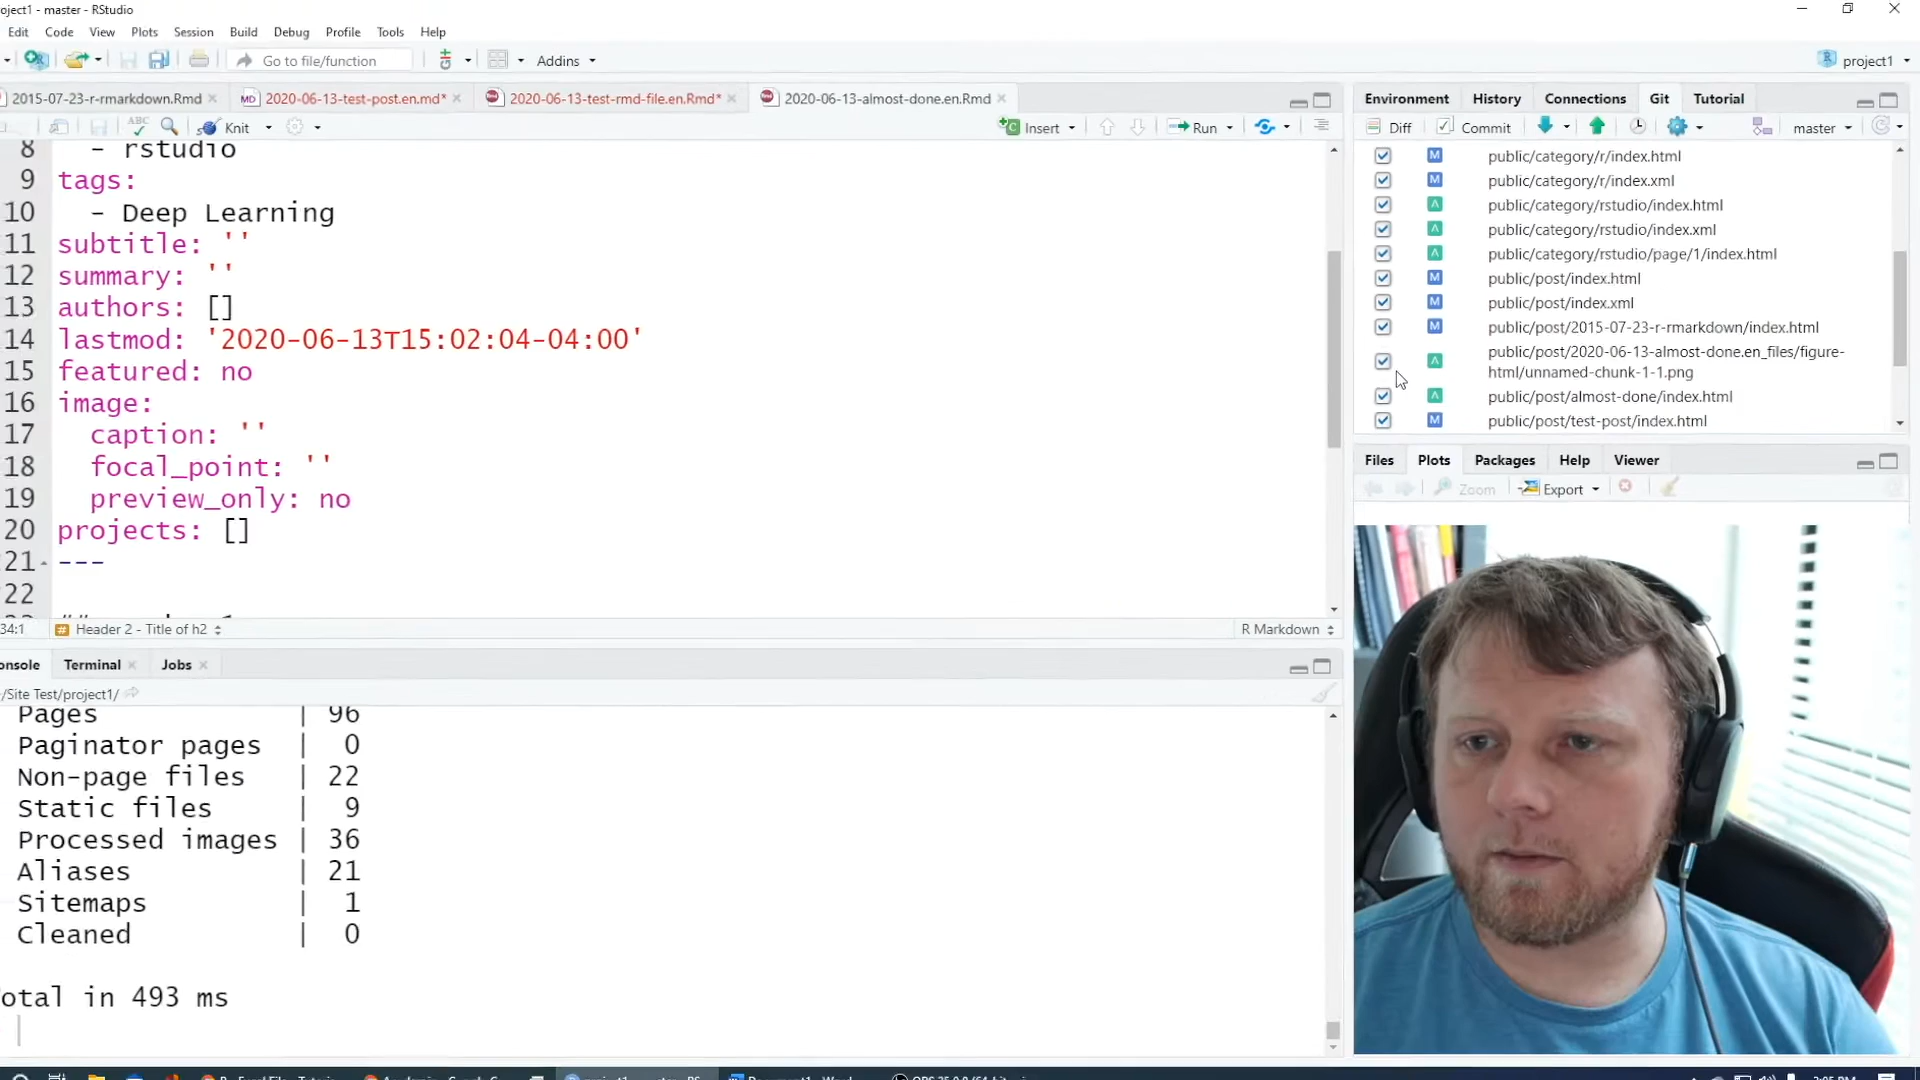 oject1 - master - RStudio
Edit Code View Plots Session Build Debug Profile Tools Help
Go to file/function
Addins
project1
2015-07-23-r-rmarkdown.Rmd
2020-06-13-test-post.en.md*
2020-06-13-test-rmd-file.en.Rmd*
2020-06-13-almost-done.en.Rmd
ABC
Knit
Insert
Run
8 - rstudio
9 tags:
10 - Deep Learning
11 subtitle: ''
12 summary: ''
13 authors: []
14 lastmod: '2020-06-13T15:02:04-04:00'
15 featured: no
16 image:
17 caption: ''
18 focal_point: ''
19 preview_only: no
20 projects: []
21 ---
22
34:1 Header 2 - Title of h2
R Markdown
onsole Terminal Jobs
/Site Test/project1/
Pages | 96
Paginator pages | 0
Non-page files | 22
Static files | 9
Processed images | 36
Aliases | 21
Sitemaps | 1
Cleaned | 0
otal in 493 ms
Environment History Connections Git Tutorial
Diff Commit master
M public/category/r/index.html
M public/category/r/index.xml
A public/category/rstudio/index.html
A public/category/rstudio/index.xml
A public/category/rstudio/page/1/index.html
M public/post/index.html
M public/post/index.xml
M public/post/2015-07-23-r-rmarkdown/index.html
A public/post/2020-06-13-almost-done.en_files/figure-
html/unnamed-chunk-1-1.png
A public/post/almost-done/index.html
M public/post/test-post/index.html
Files Plots Packages Help Viewer
Zoom Export